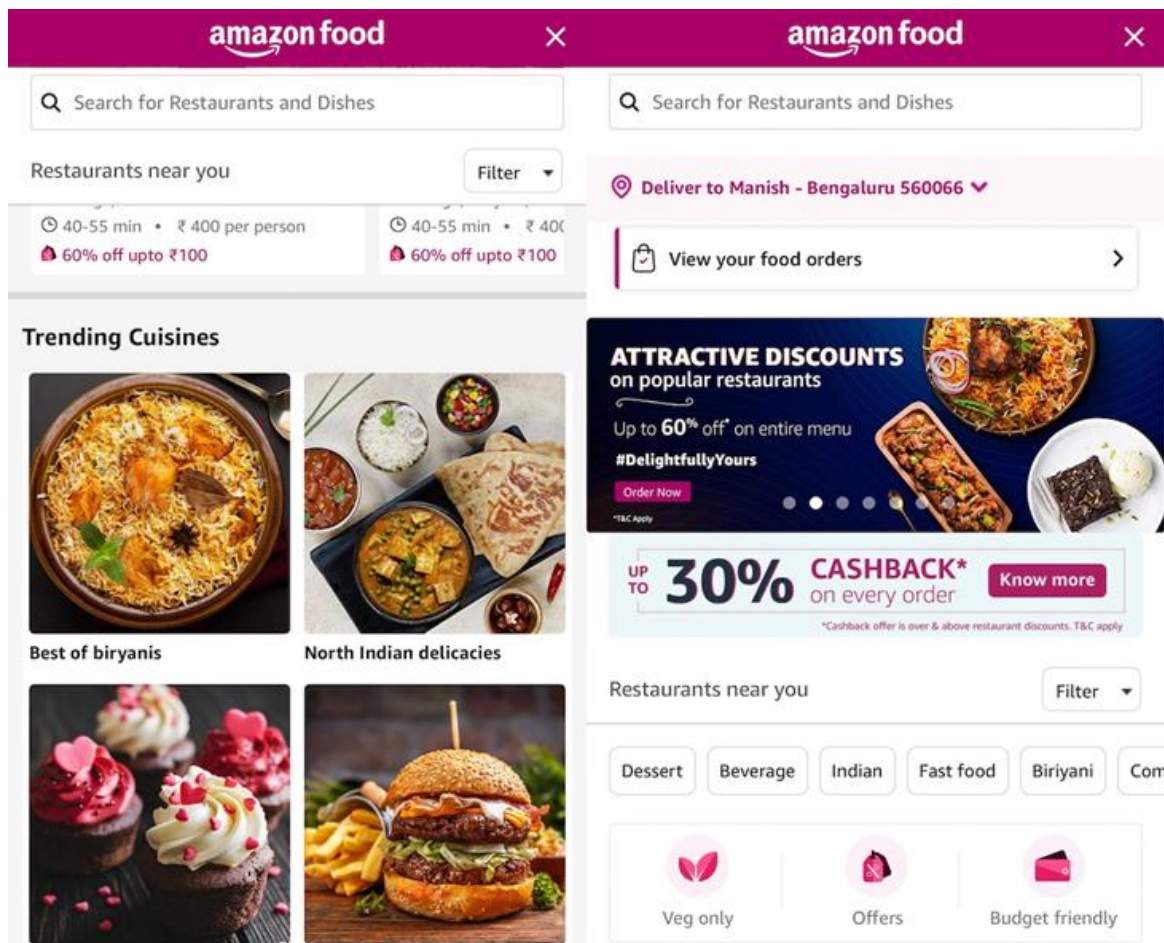 amazon food
Search for Restaurants and Dishes
Restaurants near you
Filter
40-55 min • ₹ 400 per person
60% off upto ₹100
40-55 min • ₹ 400
60% off upto ₹100
Trending Cuisines
Best of biryanis
North Indian delicacies
amazon food
Search for Restaurants and Dishes
Deliver to Manish - Bengaluru 560066
View your food orders
ATTRACTIVE DISCOUNTS
on popular restaurants
Up to 60% off* on entire menu
#DelightfullyYours
Order Now
*T&C Apply
UP TO 30% CASHBACK*
on every order
Know more
*Cashback offer is over & above restaurant discounts. T&C apply
Restaurants near you
Filter
Dessert
Beverage
Indian
Fast food
Biriyani
Com
Veg only
Offers
Budget friendly